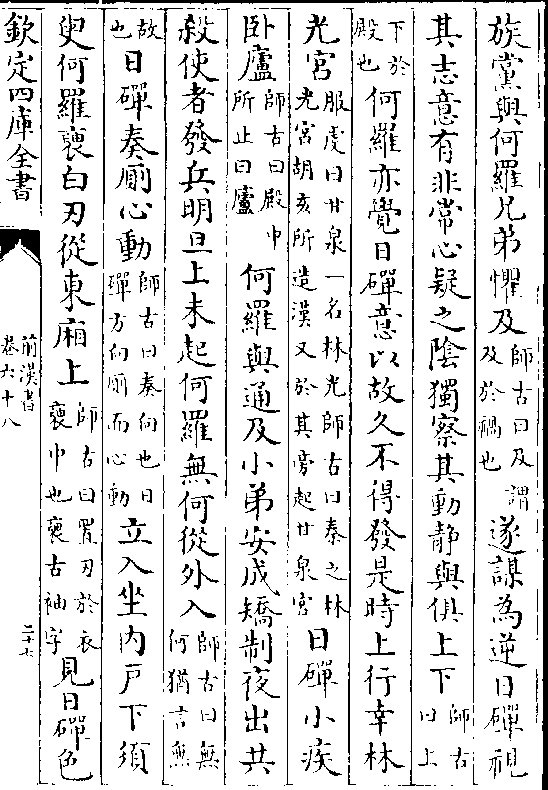 族黨與何羅兄弟懼及師古曰及謂及於禍也遂謀為逆日磾視
其志意有非常心疑之陰獨察其動靜與俱上下師古曰上
下於殿也何羅亦覺日磾意以故久不得發是時上行幸林
光宮服虔曰甘泉一名林光師古曰秦之林光宮胡亥所造漢又於其旁起甘泉宮日磾小疾
卧廬師古曰殿中所止曰廬何羅與通及小弟安成矯制夜出共
殺使者發兵明旦上未起何羅無何從外入師古曰無何猶言無
故也日磾奏厠心動師古曰奏向也日磾方向厠而心動立入坐內戶下須
臾何羅褏白刃從東廂上師古曰置刃於衣褏中也褏古袖字見日磾色
欽定四庫全書
前漢書
卷六十八
二十七